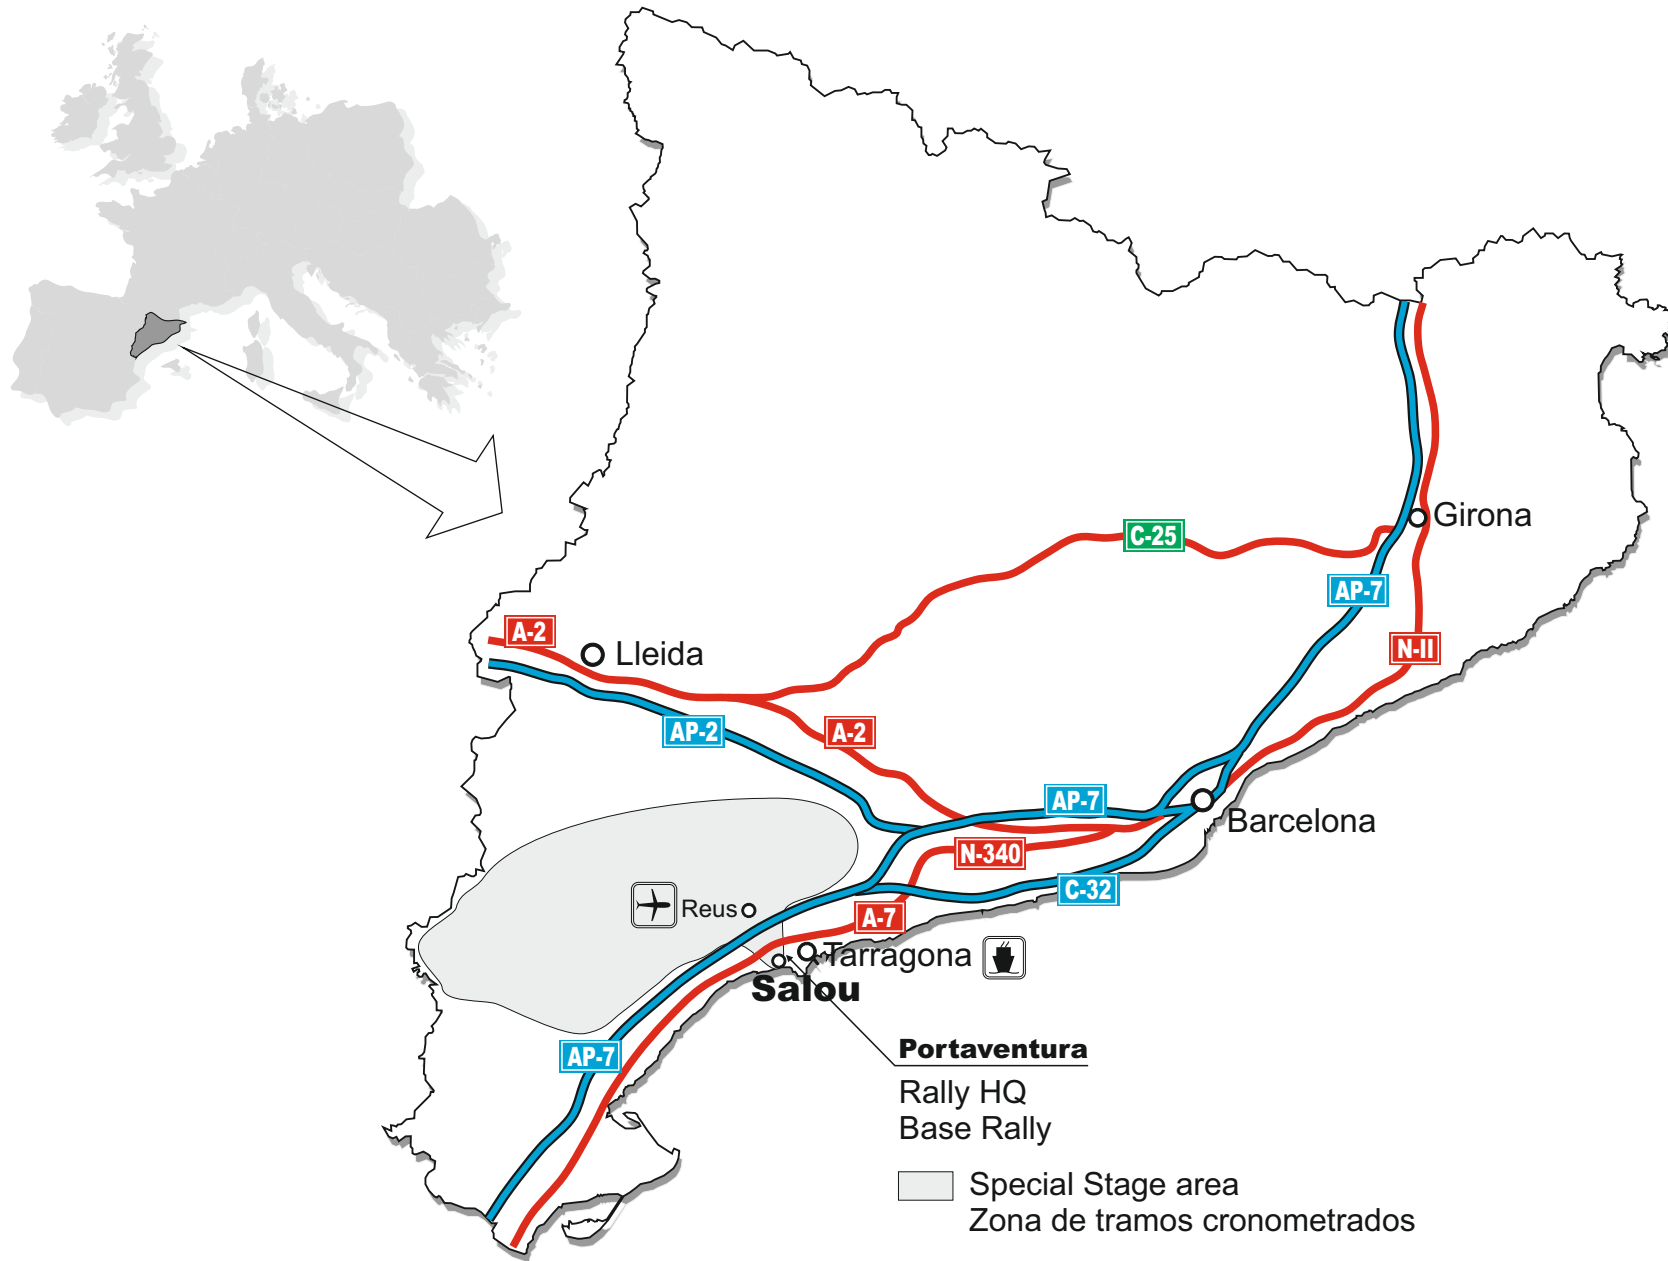 Girona
C-25
AP-7
A-2
Lleida
N-II
AP-2
A-2
AP-7
Barcelona
N-340
C-32
Reus
A-7
Tarragona
Salou
Portaventura
AP-7
Rally HQ
Base Rally
Special Stage area
Zona de tramos cronometrados